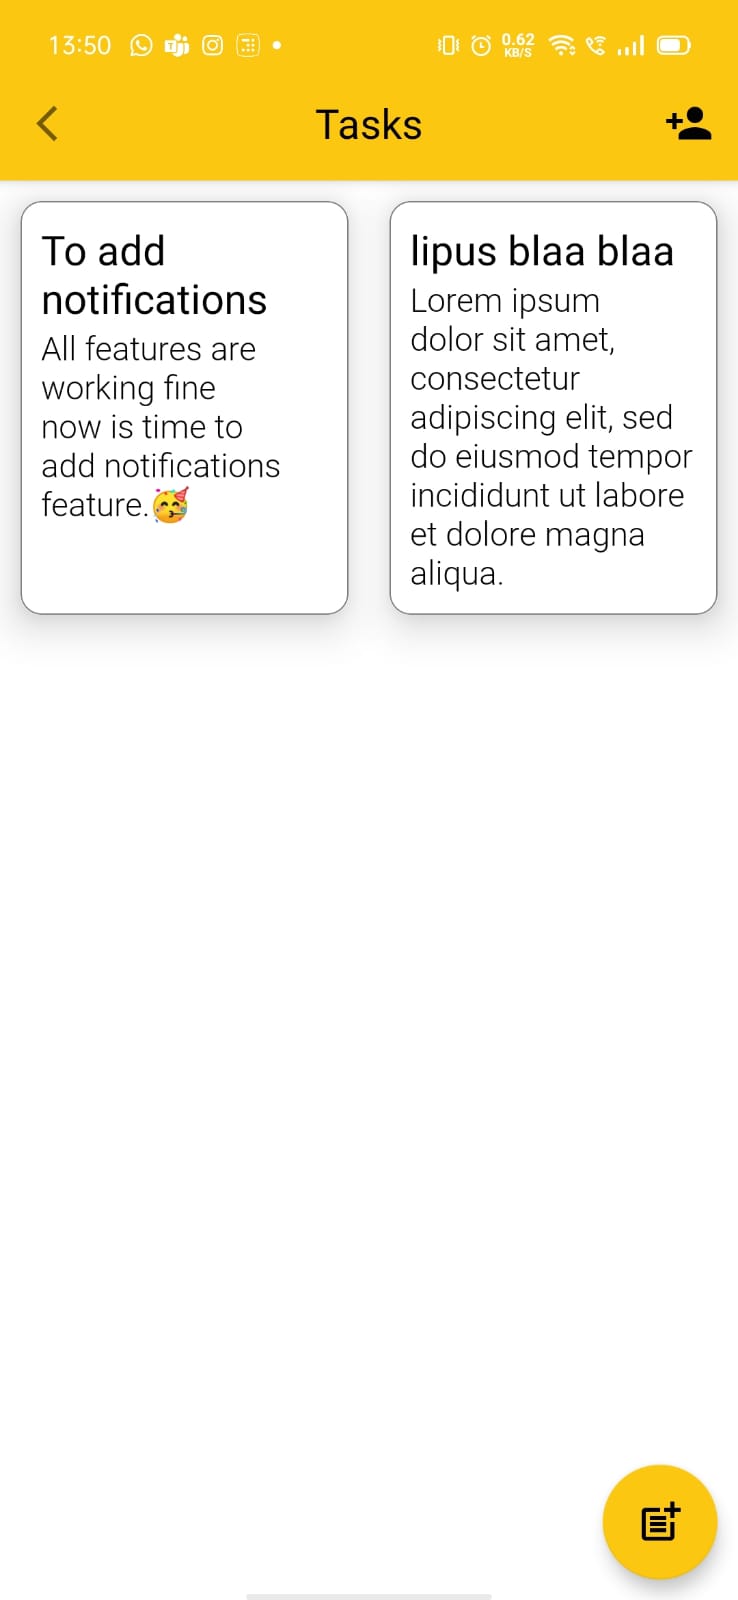 13:50
0.62
KB/S
Tasks
To add
notifications
All features are
working fine
now is time to
add notifications
feature.🥳
lipus blaa blaa
Lorem ipsum
dolor sit amet,
consectetur
adipiscing elit, sed
do eiusmod tempor
incididunt ut labore
et dolore magna
aliqua.